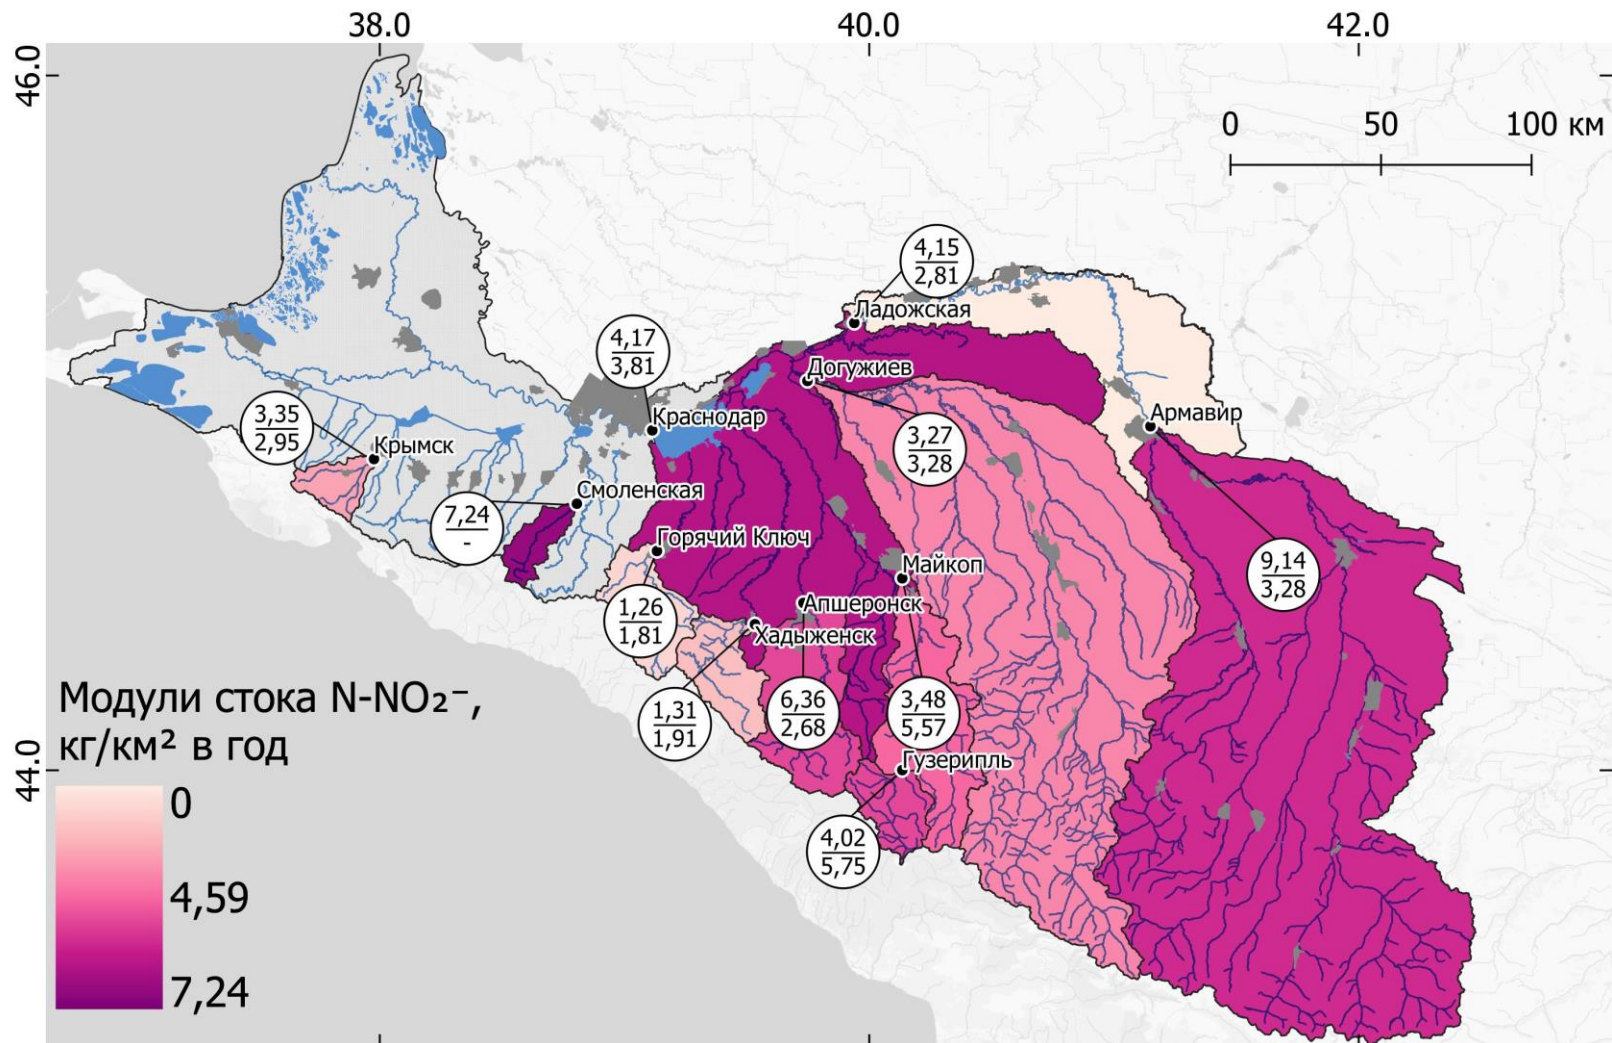 38.0
40.0
42.0
46.0
0
50
100 км
4,15
2,81
Ладожская
4,17
3,81
Догужиев
Краснодар
Армавир
3,35
2,95
Крымск
3,27
3,28
Смоленская
7,24
-
Горячий Ключ
Майкоп
9,14
3,28
Апшеронск
1,26
1,81
Хадыженск
Модули стока N-NO₂⁻,
кг/км² в год
1,31
1,91
6,36
2,68
3,48
5,57
Гузерипль
44.0
0
4,02
5,75
4,59
7,24